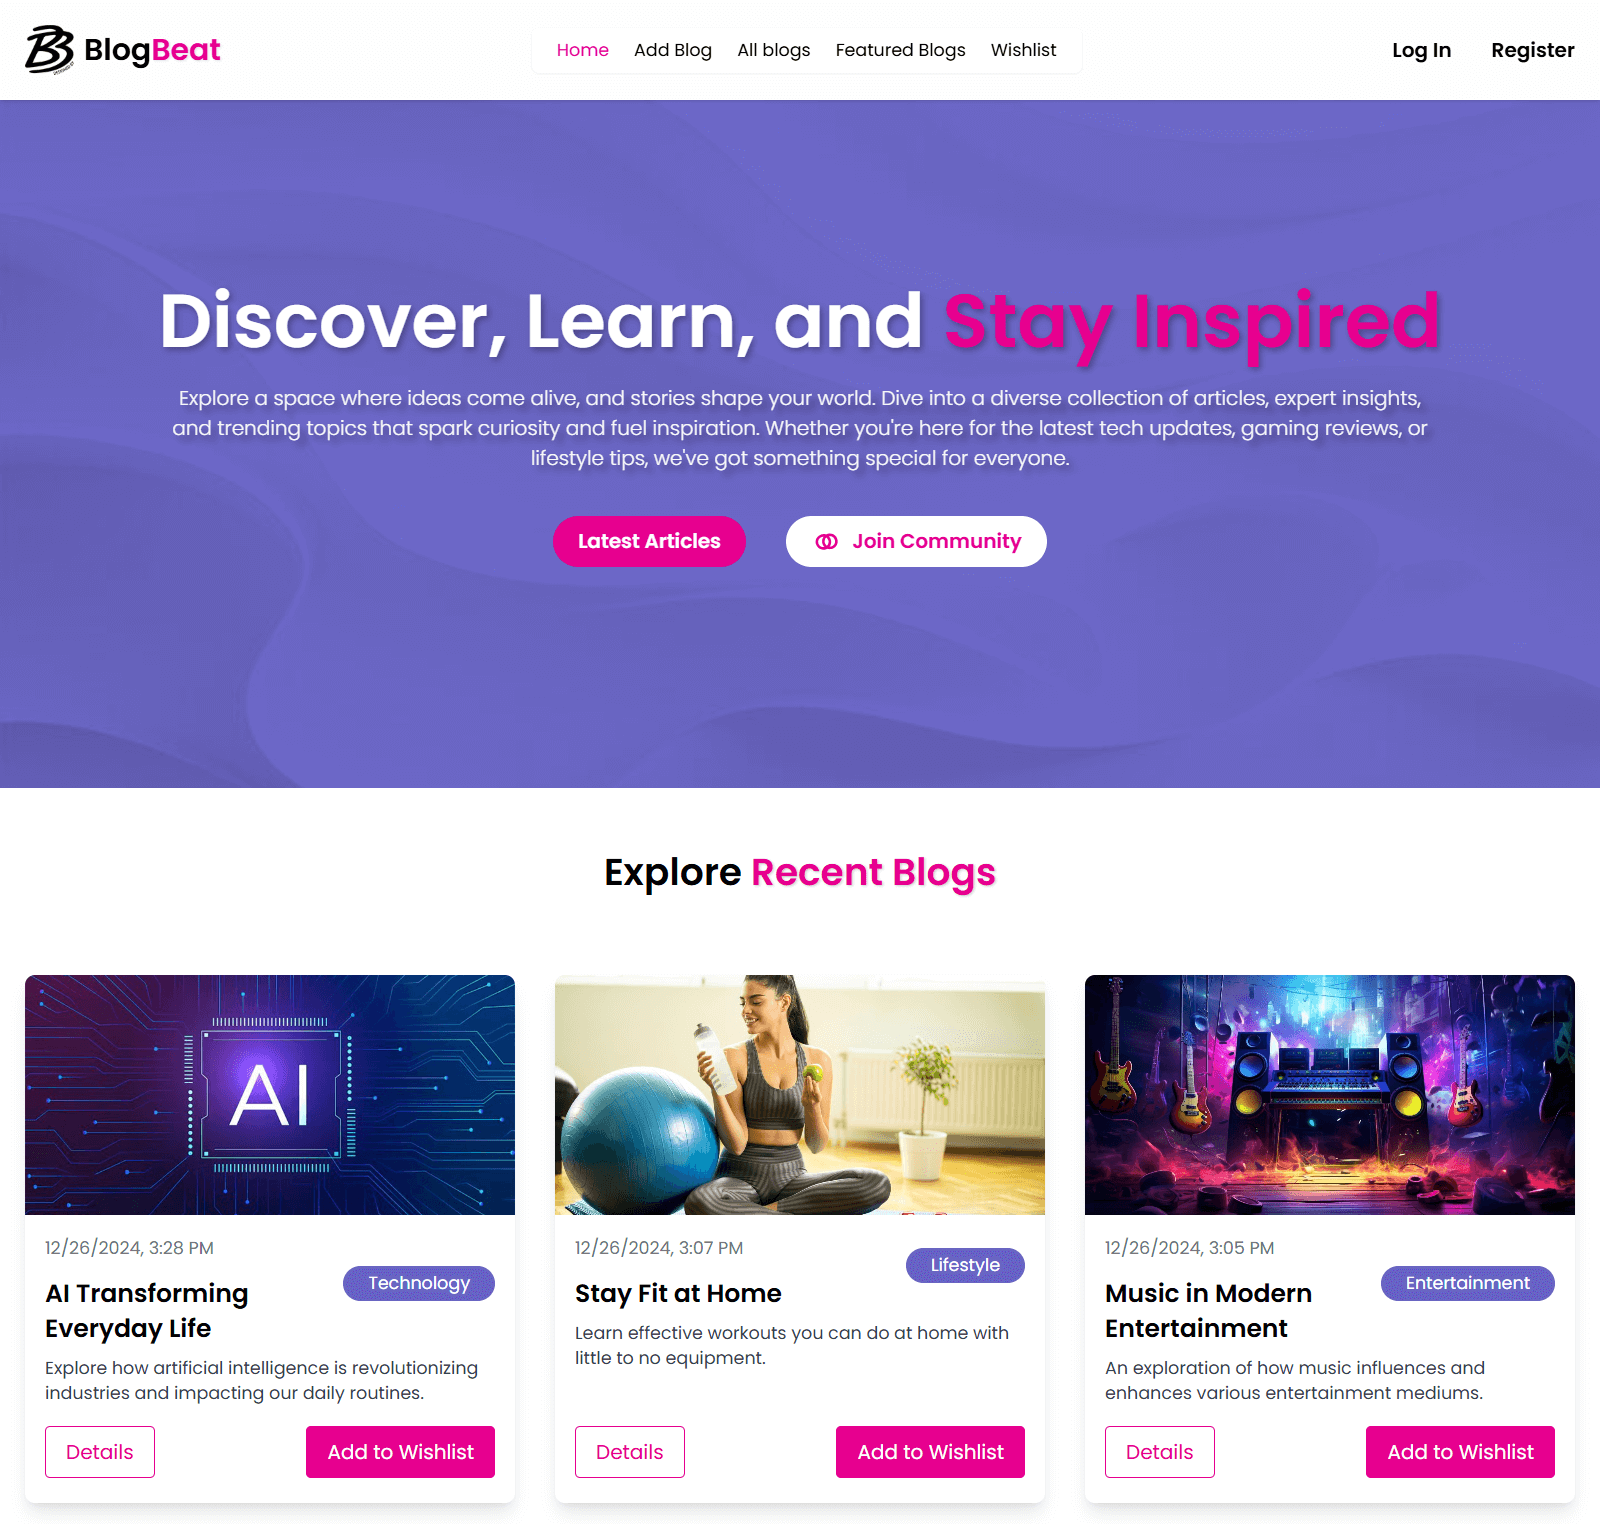 BlogBeat
Home Add Blog All blogs Featured Blogs Wishlist
Log In Register
Discover, Learn, and Stay Inspired
Explore a space where ideas come alive, and stories shape your world. Dive into a diverse collection of articles, expert insights,
and trending topics that spark curiosity and fuel inspiration. Whether you're here for the latest tech updates, gaming reviews, or
lifestyle tips, we've got something special for everyone.
Latest Articles Join Community
Explore Recent Blogs
AI
12/26/2024, 3:28 PM
Technology
AI Transforming
Everyday Life
Explore how artificial intelligence is revolutionizing
industries and impacting our daily routines.
Details Add to Wishlist
12/26/2024, 3:07 PM
Lifestyle
Stay Fit at Home
Learn effective workouts you can do at home with
little to no equipment.
Details Add to Wishlist
12/26/2024, 3:05 PM
Entertainment
Music in Modern
Entertainment
An exploration of how music influences and
enhances various entertainment mediums.
Details Add to Wishlist